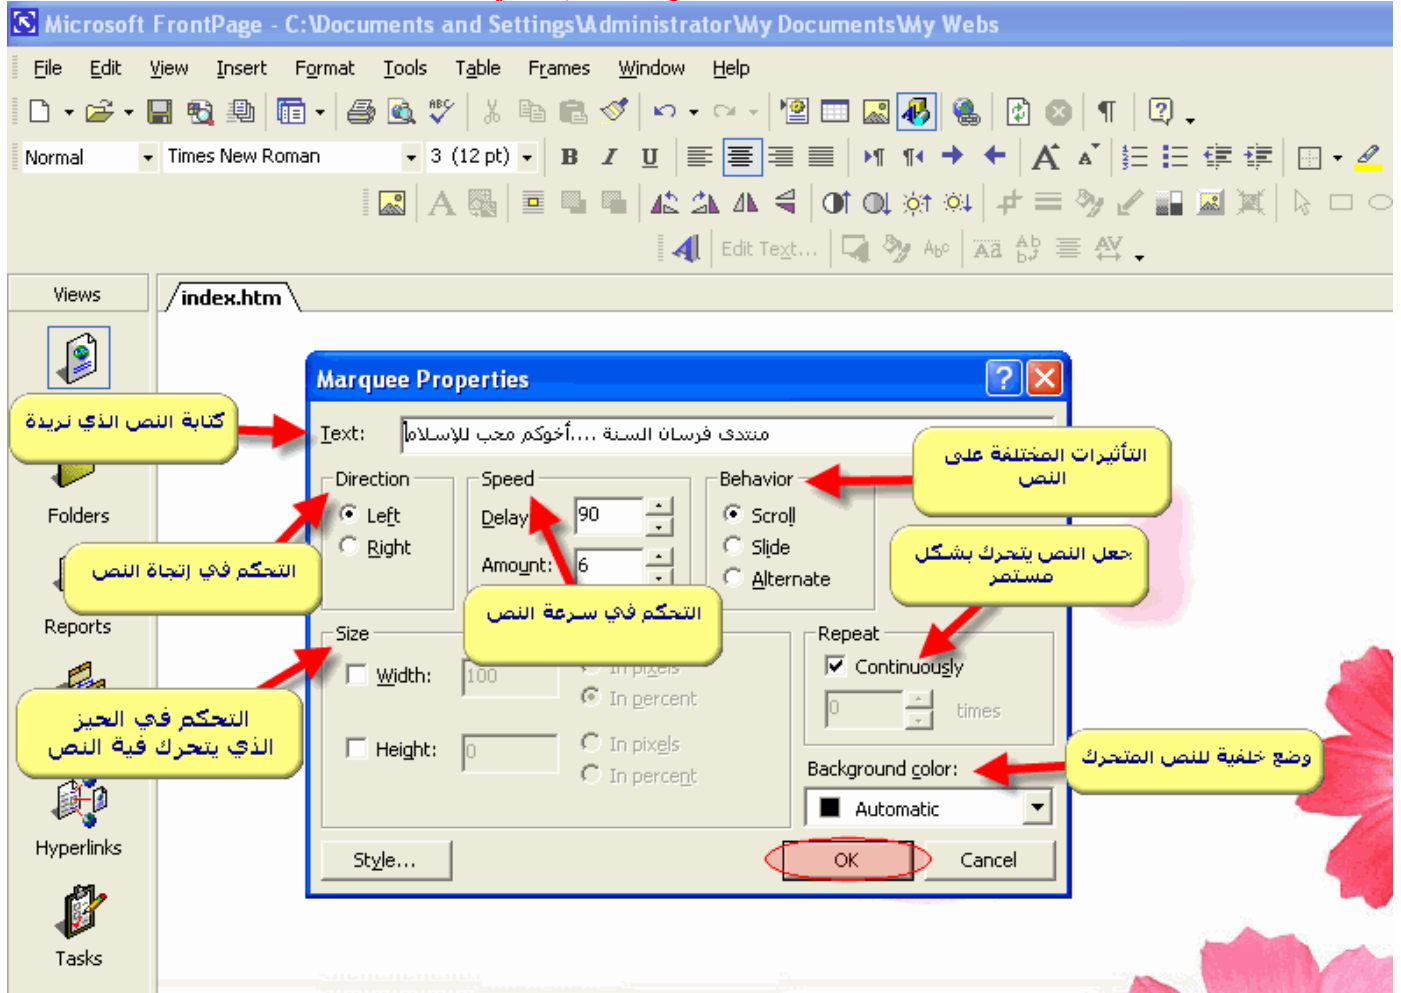 Microsoft FrontPage - C:\Documents and Settings\Administrator\My Documents\My Webs
File Edit View Insert Format Tools Table Frames Window Help
Normal Times New Roman 3 (12 pt) B I U
Edit Text...
Views
index.htm
Marquee Properties
كتابة النص الذي نريدة
Text: منتدى فرسان السنة ....أخوكم محب للإسلام
التأثيرات المختلفة على
النص
Direction Speed Behavior
Left Delay 90 Scroll
Folders
Right Slide
جعل النص يتحرك بشكل
مستمر
التحكم في إتجاة النص
Amount: 6 Alternate
التحكم في سرعة النص
Reports
Size Repeat
Width: 100 In pixels Continuously
In percent 0 times
التحكم في الحيز
الذي يتحرك فية النص
Height: 0 In pixels
وضع خلفية للنص المتحرك
In percent Background color:
Automatic
Hyperlinks
Style... OK Cancel
Tasks